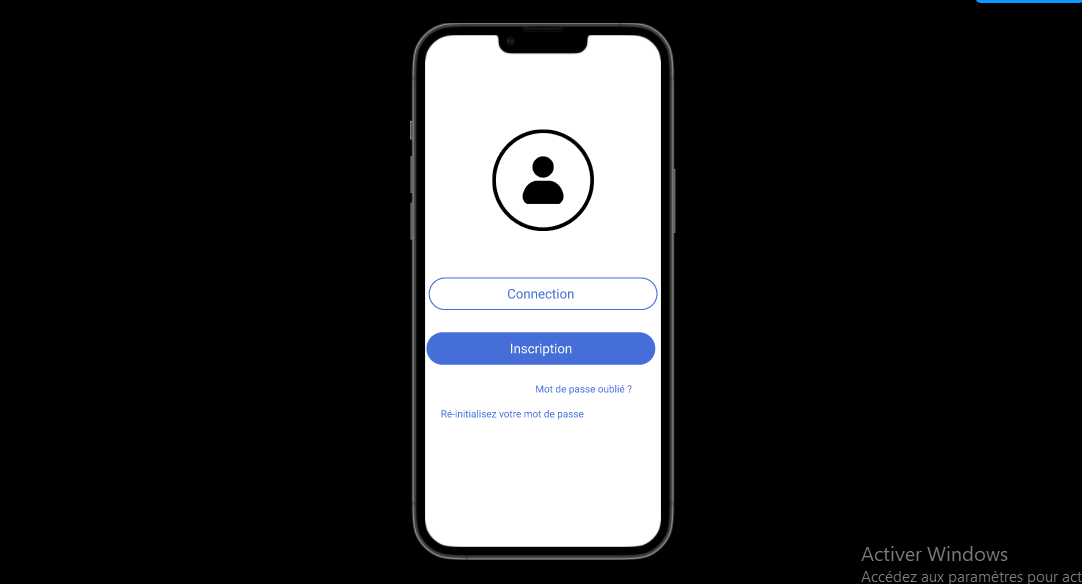 Connection
Inscription
Mot de passe oublié ?
Ré-initialisez votre mot de passe
Activer Windows
Accédez aux paramètres pour act